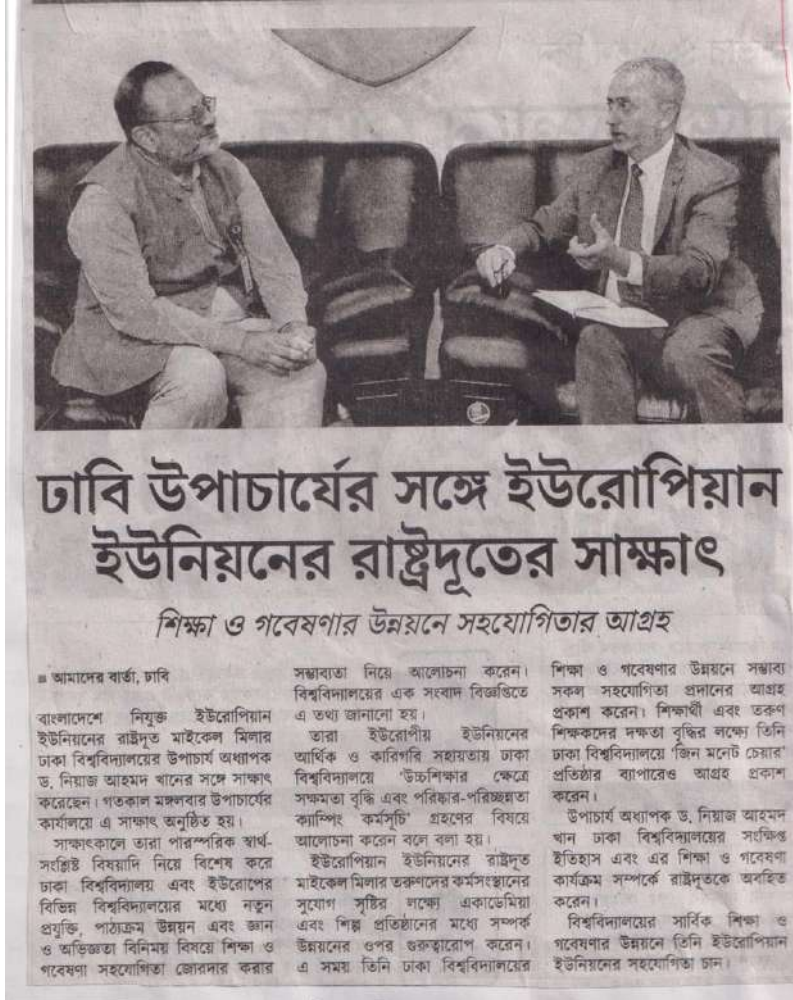 ঢাবি উপাচার্যের সঙ্গে ইউরোপিয়ান
ইউনিয়নের রাষ্ট্রদূতের সাক্ষাৎ
শিক্ষা ও গবেষণার উন্নয়নে সহযোগিতার আগ্রহ
■ আমাদের বার্তা, ঢাবি
বাংলাদেশে নিযুক্ত ইউরোপিয়ান
ইউনিয়নের রাষ্ট্রদূত মাইকেল মিলার
ঢাকা বিশ্ববিদ্যালয়ের উপাচার্য অধ্যাপক
ড. নিয়াজ আহমদ খানের সঙ্গে সাক্ষাৎ
করেছেন। গতকাল মঙ্গলবার উপাচার্যের
কার্যালয়ে এ সাক্ষাৎ অনুষ্ঠিত হয়।
সাক্ষাৎকালে তারা পারস্পরিক স্বার্থ-
সংশ্লিষ্ট বিষয়াদি নিয়ে বিশেষ করে
ঢাকা বিশ্ববিদ্যালয় এবং ইউরোপের
বিভিন্ন বিশ্ববিদ্যালয়ের মধ্যে নতুন
প্রযুক্তি, পাঠ্যক্রম উন্নয়ন এবং জ্ঞান
ও অভিজ্ঞতা বিনিময় বিষয়ে শিক্ষা ও
গবেষণা সহযোগিতা জোরদার করার
সম্ভাব্যতা নিয়ে আলোচনা করেন।
বিশ্ববিদ্যালয়ের এক সংবাদ বিজ্ঞপ্তিতে
এ তথ্য জানানো হয়।
তারা ইউরোপীয় ইউনিয়নের
আর্থিক ও কারিগরি সহায়তায় ঢাকা
বিশ্ববিদ্যালয়ে ‘উচ্চশিক্ষার ক্ষেত্রে
সক্ষমতা বৃদ্ধি এবং পরিষ্কার-পরিচ্ছন্নতা
ক্যাম্পিং কর্মসূচি’ গ্রহণের বিষয়ে
আলোচনা করেন বলে বলা হয়।
ইউরোপিয়ান ইউনিয়নের রাষ্ট্রদূত
মাইকেল মিলার তরুণদের কর্মসংস্থানের
সুযোগ সৃষ্টির লক্ষ্যে একাডেমিয়া
এবং শিল্প প্রতিষ্ঠানের মধ্যে সম্পর্ক
উন্নয়নের ওপর গুরুত্বারোপ করেন।
এ সময় তিনি ঢাকা বিশ্ববিদ্যালয়ের
শিক্ষা ও গবেষণার উন্নয়নে সম্ভাব্য
সকল সহযোগিতা প্রদানের আগ্রহ
প্রকাশ করেন। শিক্ষার্থী এবং তরুণ
শিক্ষকদের দক্ষতা বৃদ্ধির লক্ষ্যে তিনি
ঢাকা বিশ্ববিদ্যালয়ে ‘জিন মনেট চেয়ার’
প্রতিষ্ঠার ব্যাপারেও আগ্রহ প্রকাশ
করেন।
উপাচার্য অধ্যাপক ড. নিয়াজ আহমদ
খান ঢাকা বিশ্ববিদ্যালয়ের সংক্ষিপ্ত
ইতিহাস এবং এর শিক্ষা ও গবেষণা
কার্যক্রম সম্পর্কে রাষ্ট্রদূতকে অবহিত
করেন।
বিশ্ববিদ্যালয়ের সার্বিক শিক্ষা ও
গবেষণার উন্নয়নে তিনি ইউরোপিয়ান
ইউনিয়নের সহযোগিতা চান।